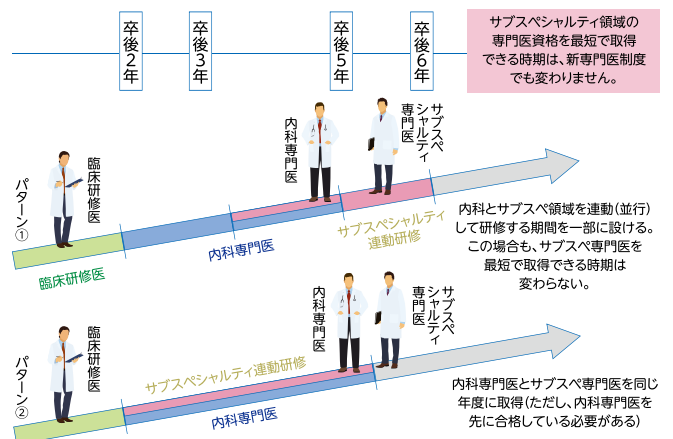 卒後2年
卒後3年
卒後5年
卒後6年
サブスペシャルティ領域の
専門医資格を最短で取得
できる時期は、新専門医制度
でも変わりません。
パターン①
臨床研修医
内科専門医
サブスペ
シャルティ
専門医
臨床研修医
内科専門医
サブスペシャルティ
連動研修
内科とサブスペ領域を連動(並行)
して研修する期間を一部に設ける。
この場合も、サブスペ専門医を
最短で取得できる時期は
変わらない。
パターン②
臨床研修医
内科専門医
サブスペ
シャルティ
専門医
サブスペシャルティ連動研修
内科専門医
内科専門医とサブスペ専門医を同じ
年度に取得(ただし、内科専門医を
先に合格している必要がある)